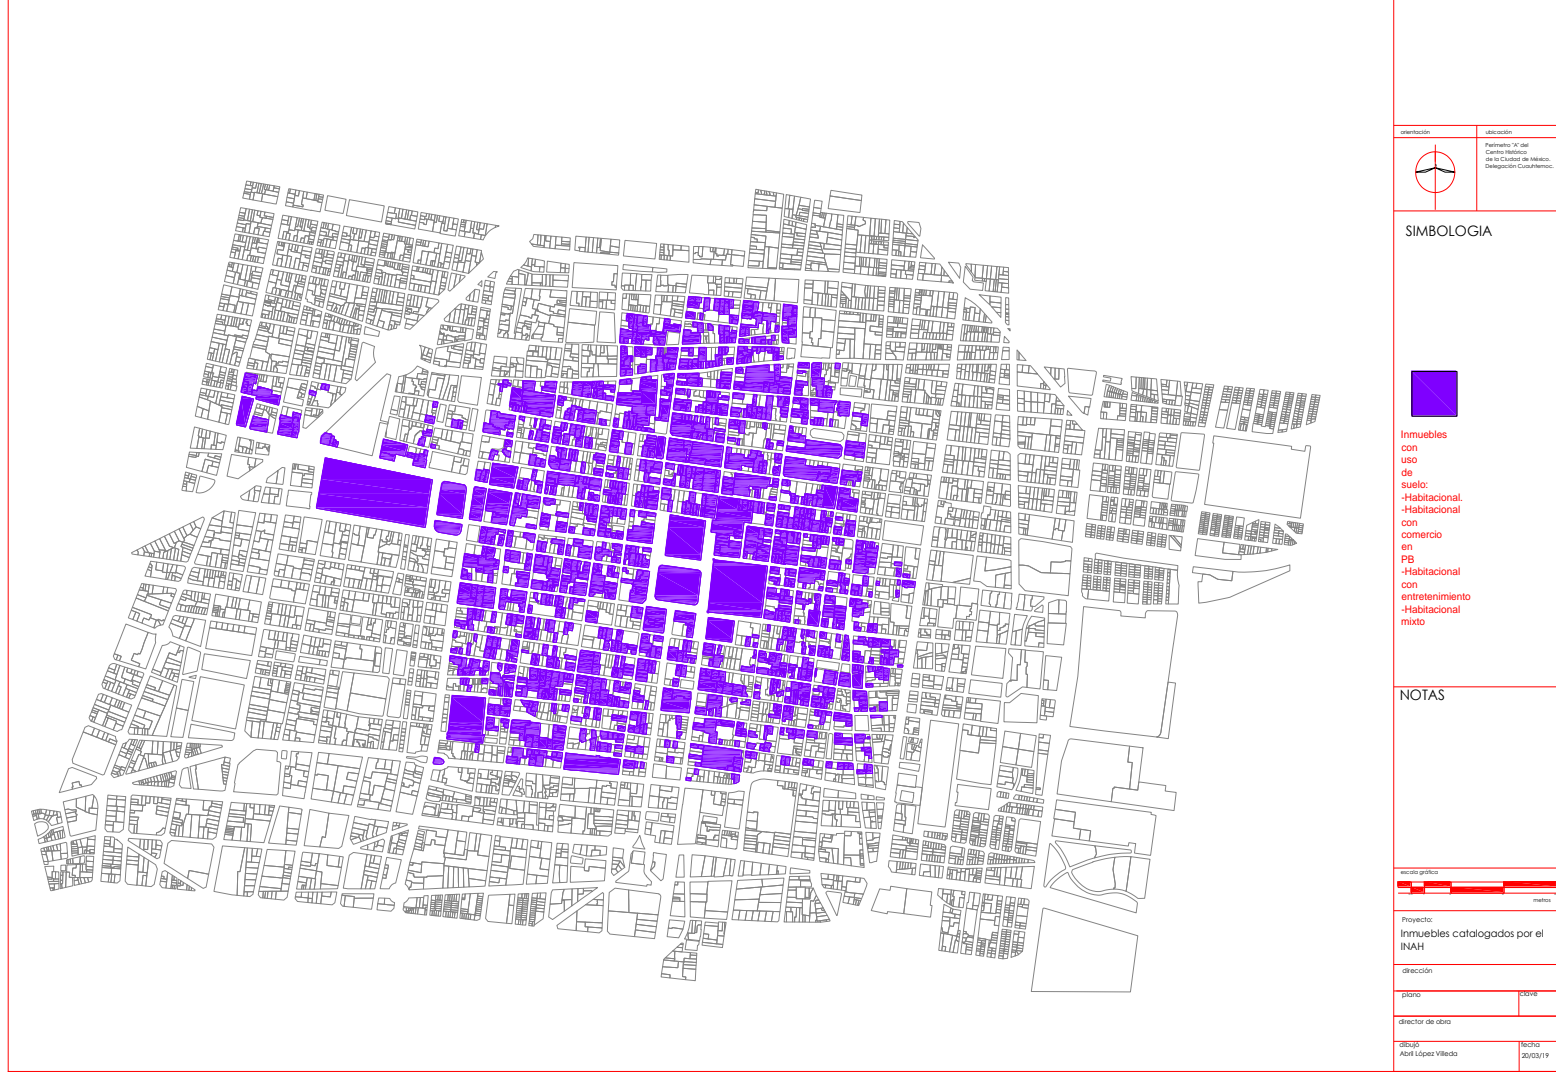 orientación
ubicación
Perímetro "A" del
Centro Histórico
de la Ciudad de México.
Delegación Cuauhtemoc.
SIMBOLOGIA
Inmuebles
con
uso
de
suelo:
-Habitacional.
-Habitacional
con
comercio
en
PB
-Habitacional
con
entretenimiento
-Habitacional
mixto
NOTAS
escala gráfica
metros
Proyecto:
Inmuebles catalogados por el
INAH
dirección
plano
clave
director de obra
dibujó
Abril López Villeda
fecha
20/03/19